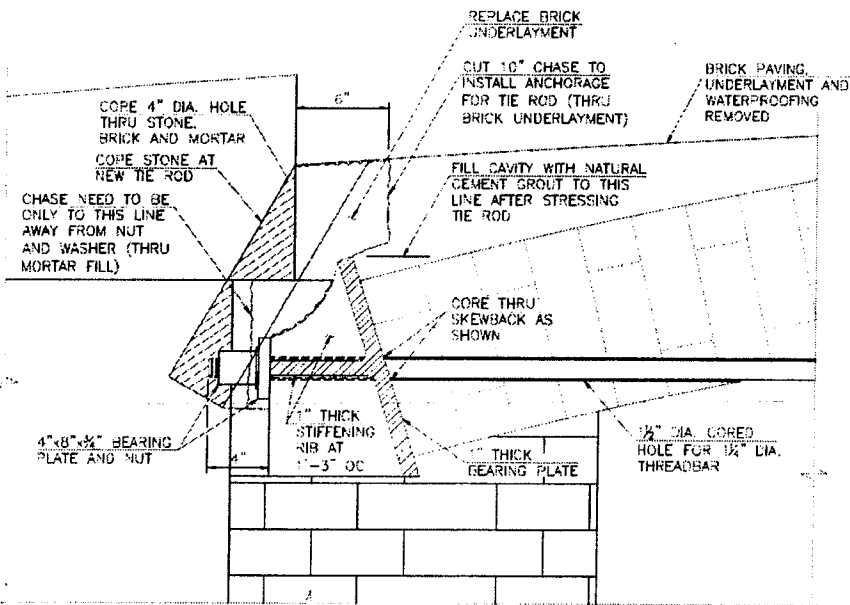 REPLACE BRICK
UNDERLAYMENT
CUT 10" CHASE TO
INSTALL ANCHORAGE
FOR TIE ROD (THRU
BRICK UNDERLAYMENT)
BRICK PAVING,
UNDERLAYMENT AND
WATERPROOFING
REMOVED
6"
CORE 4" DIA. HOLE
THRU STONE,
BRICK AND MORTAR
COPE STONE AT
NEW TIE ROD
CHASE NEED TO BE
ONLY TO THIS LINE
AWAY FROM NUT
AND WASHER (THRU
MORTAR FILL)
FILL CAVITY WITH NATURAL
CEMENT GROUT TO THIS
LINE AFTER STRESSING
TIE ROD
CORE THRU
SKEWBACK AS
SHOWN
4"x8"x¾" BEARING
PLATE AND NUT
4"
1" THICK
STIFFENING
RIB AT
1'-3" OC
1" THICK
BEARING PLATE
1½" DIA. CORED
HOLE FOR 1¼" DIA.
THREADBAR